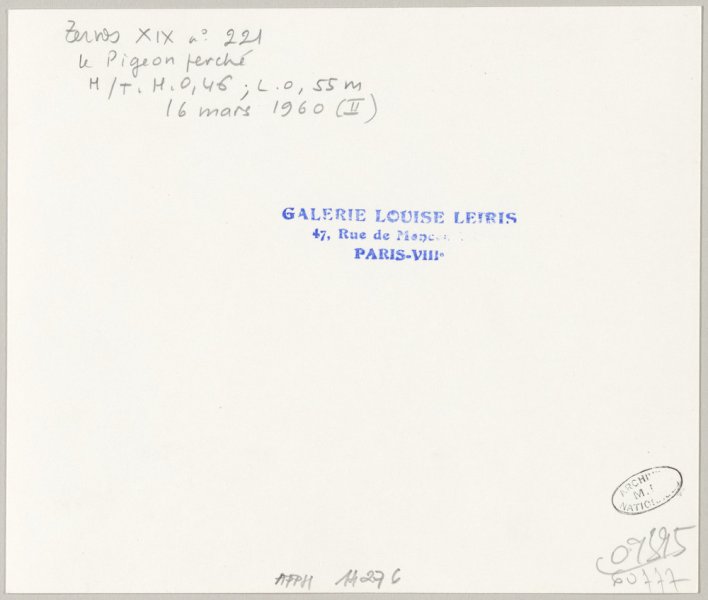 Zervos XIX n° 221
le Pigeon perché
H/T. H.0,46 ; L.0,55 m
16 mars 1960 (II)
GALERIE LOUISE LEIRIS
47, Rue de
PARIS-VIIIe
M.
APPH 14276